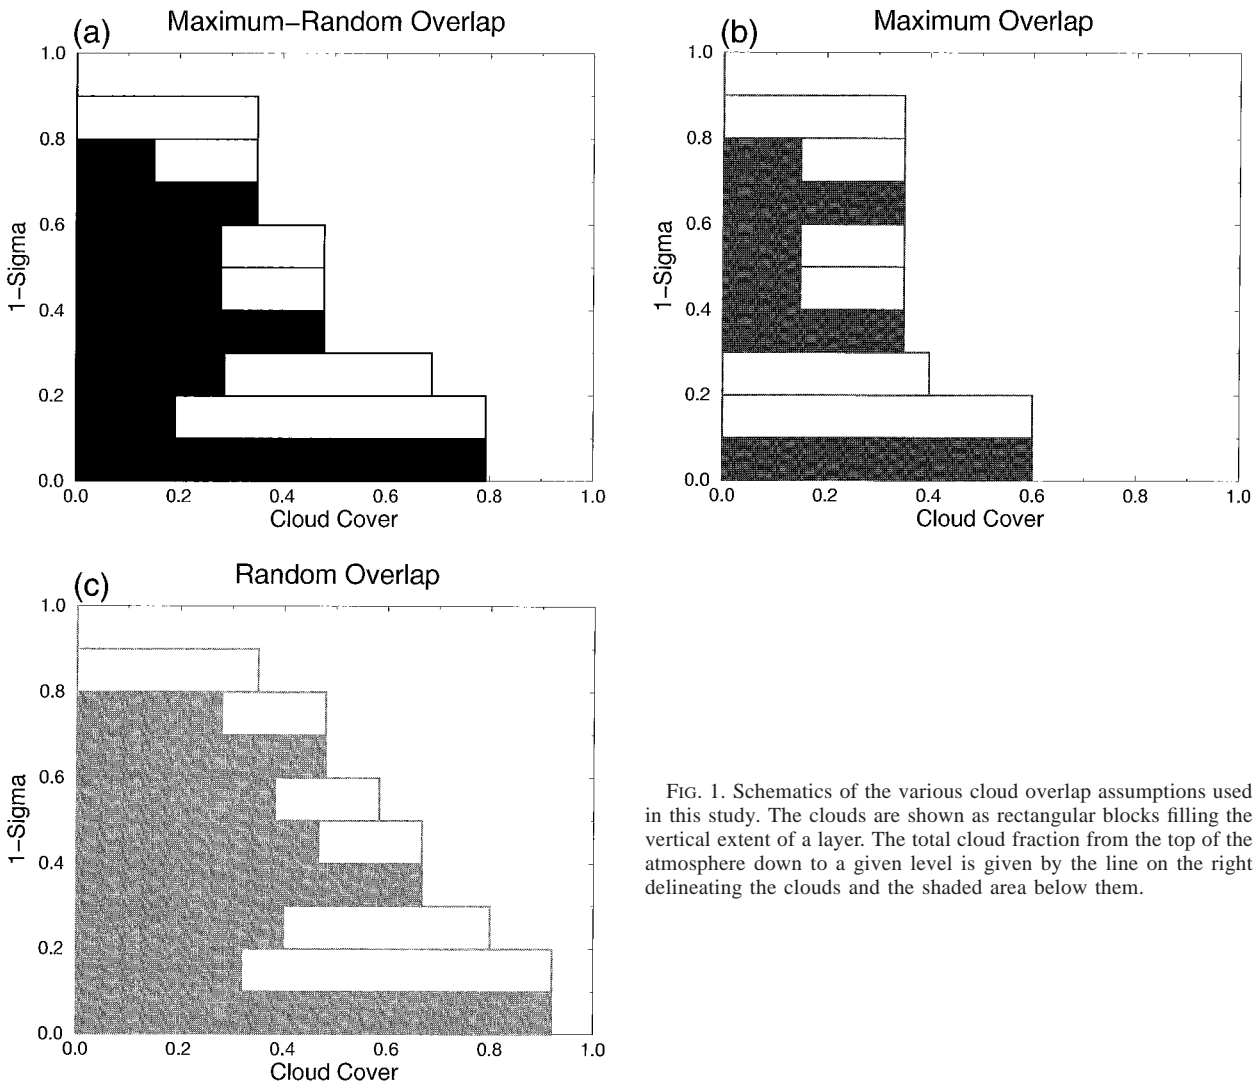 (a) Maximum–Random Overlap
1.0
0.8
0.6
0.4
0.2
0.0
1–Sigma
0.0 0.2 0.4 0.6 0.8 1.0
Cloud Cover
(b) Maximum Overlap
1.0
0.8
0.6
0.4
0.2
0.0
1–Sigma
0.0 0.2 0.4 0.6 0.8 1.0
Cloud Cover
(c) Random Overlap
1.0
0.8
0.6
0.4
0.2
0.0
1–Sigma
0.0 0.2 0.4 0.6 0.8 1.0
Cloud Cover
FIG. 1. Schematics of the various cloud overlap assumptions used
in this study. The clouds are shown as rectangular blocks filling the
vertical extent of a layer. The total cloud fraction from the top of the
atmosphere down to a given level is given by the line on the right
delineating the clouds and the shaded area below them.